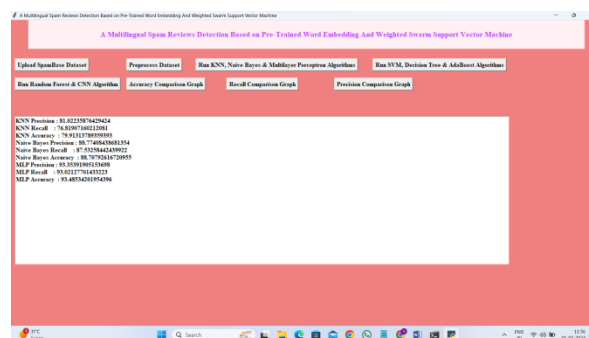 A Multilingual Spam Reviews Detection Based on Pre-Trained Word Embedding And Weighted Swarm Support Vector Machine
A Multilingual Spam Reviews Detection Based on Pre-Trained Word Embedding And Weighted Swarm Support Vector Machine
Upload SpamBase Dataset
Preprocess Dataset
Run KNN, Naive Bayes & Multilayer Perceptron Algorithms
Run SVM, Decision Tree & AdaBoost Algorithms
Run Random Forest & CNN Algorithm
Accuracy Comparison Graph
Recall Comparison Graph
Precision Comparison Graph
KNN Precision : 81.02235876429424
KNN Recall : 76.81907160212081
KNN Accuracy : 79.91313789359393
Naive Bayes Precision : 88.77408438681354
Naive Bayes Recall : 87.53258442439922
Naive Bayes Accuracy : 88.70792616720955
MLP Precision : 93.35391905153698
MLP Recall : 93.02127701433223
MLP Accuracy : 93.48534201954396
31°C
Search
ENG
11:56